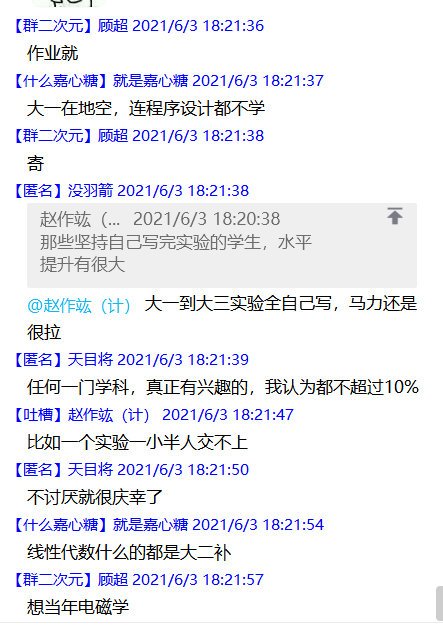 【群二次元】顾超 2021/6/3 18:21:36
作业就
【什么嘉心糖】就是嘉心糖 2021/6/3 18:21:37
大一在地空，连程序设计都不学
【群二次元】顾超 2021/6/3 18:21:38
寄
【匿名】没羽箭 2021/6/3 18:21:38
赵作竑（... 2021/6/3 18:20:38
那些坚持自己写完实验的学生，水平
提升有很大
@赵作竑（计） 大一到大三实验全自己写，马力还是
很拉
【匿名】天目将 2021/6/3 18:21:39
任何一门学科，真正有兴趣的，我认为都不超过10%
【吐槽】赵作竑（计） 2021/6/3 18:21:47
比如一个实验一小半人交不上
【匿名】天目将 2021/6/3 18:21:50
不讨厌就很庆幸了
【什么嘉心糖】就是嘉心糖 2021/6/3 18:21:54
线性代数什么的都是大二补
【群二次元】顾超 2021/6/3 18:21:57
想当年电磁学